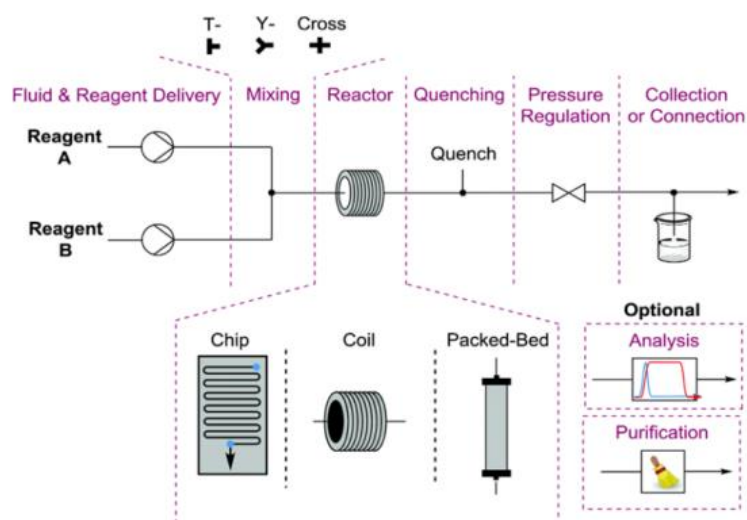 T- Y- Cross
Fluid & Reagent Delivery Mixing Reactor Quenching Pressure Regulation Collection or Connection
Reagent A
Quench
Reagent B
Optional
Chip Coil Packed-Bed
Analysis
Purification